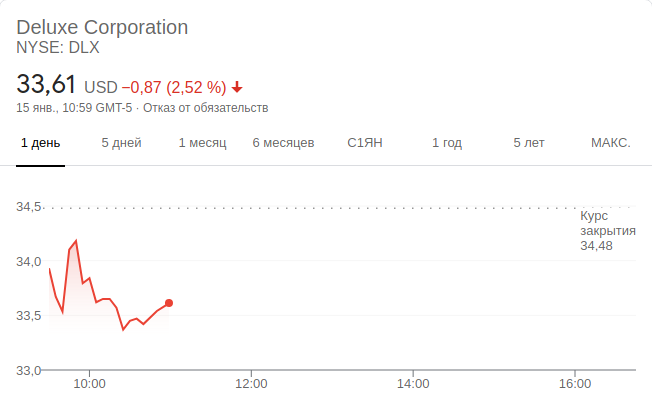 Deluxe Corporation
NYSE: DLX
33,61 USD −0,87 (2,52 %)
15 янв., 10:59 GMT-5 · Отказ от обязательств
1 день 5 дней 1 месяц 6 месяцев С1ЯН 1 год 5 лет МАКС.
34,5
Курс
закрытия
34,48
34,0
33,5
33,0
10:00 12:00 14:00 16:00